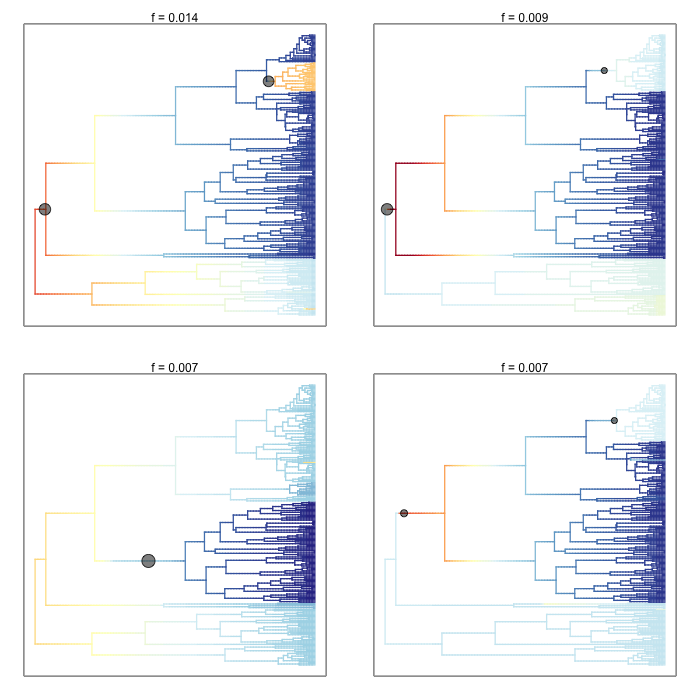 f = 0.014
f = 0.009
f = 0.007
f = 0.007